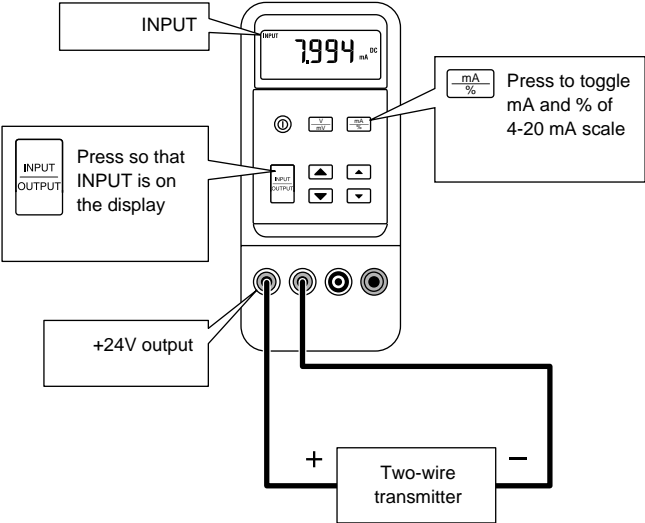 INPUT
INPUT
7.994 mA DC
mA
%
Press to toggle
mA and % of
4-20 mA scale
V
mV
mA
%
INPUT
OUTPUT
Press so that
INPUT is on
the display
INPUT
OUTPUT
+24V output
+
−
Two-wire
transmitter